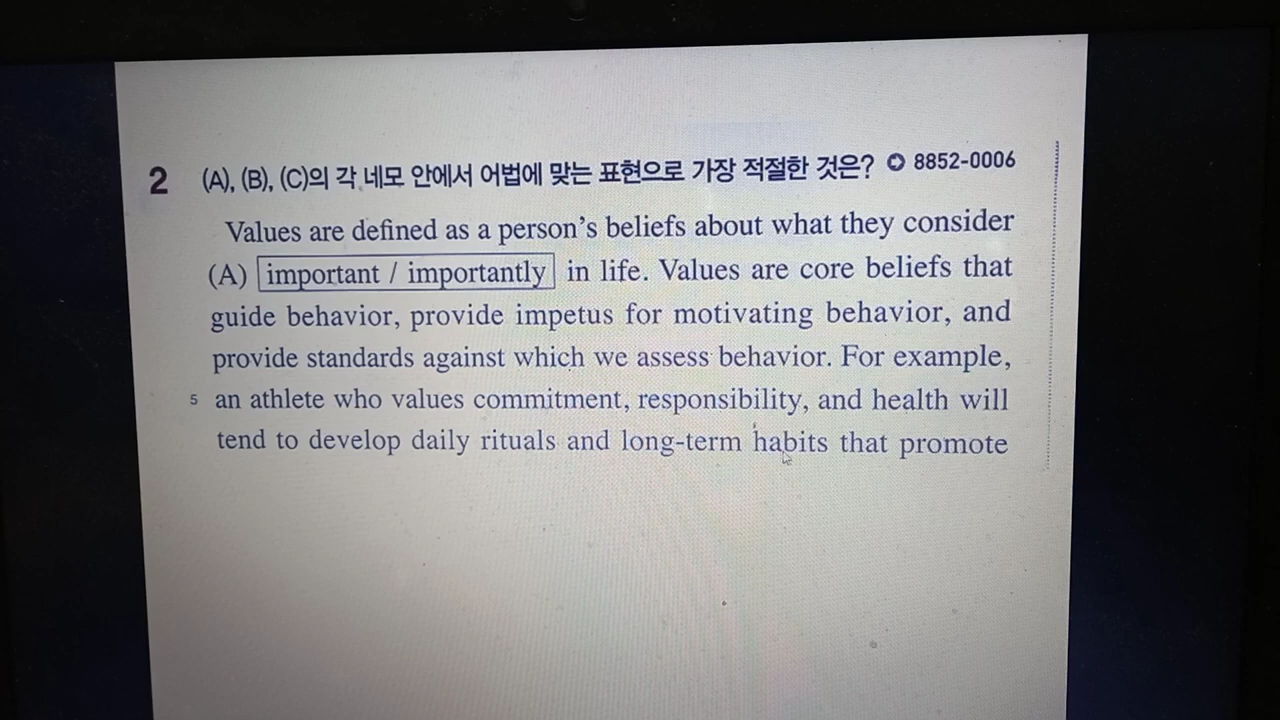 2 (A), (B), (C)의 각 네모 안에서 어법에 맞는 표현으로 가장 적절한 것은? 8852-0006
Values are defined as a person's beliefs about what they consider
(A) important / importantly in life. Values are core beliefs that
guide behavior, provide impetus for motivating behavior, and
provide standards against which we assess behavior. For example,
5 an athlete who values commitment, responsibility, and health will
tend to develop daily rituals and long-term habits that promote